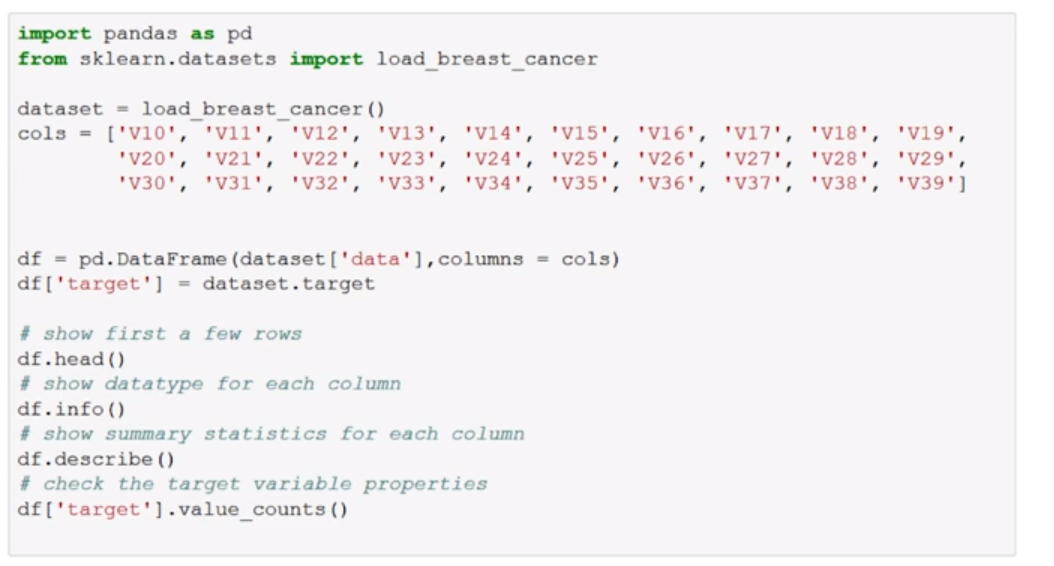 import pandas as pd
from sklearn.datasets import load_breast_cancer
dataset = load_breast_cancer()
cols = ['V10', 'V11', 'V12', 'V13', 'V14', 'V15', 'V16', 'V17', 'V18', 'V19',
'V20', 'V21', 'V22', 'V23', 'V24', 'V25', 'V26', 'V27', 'V28', 'V29',
'V30', 'V31', 'V32', 'V33', 'V34', 'V35', 'V36', 'V37', 'V38', 'V39']
df = pd.DataFrame(dataset['data'],columns = cols)
df['target'] = dataset.target
# show first a few rows
df.head()
# show datatype for each column
df.info()
# show summary statistics for each column
df.describe()
# check the target variable properties
df['target'].value_counts()